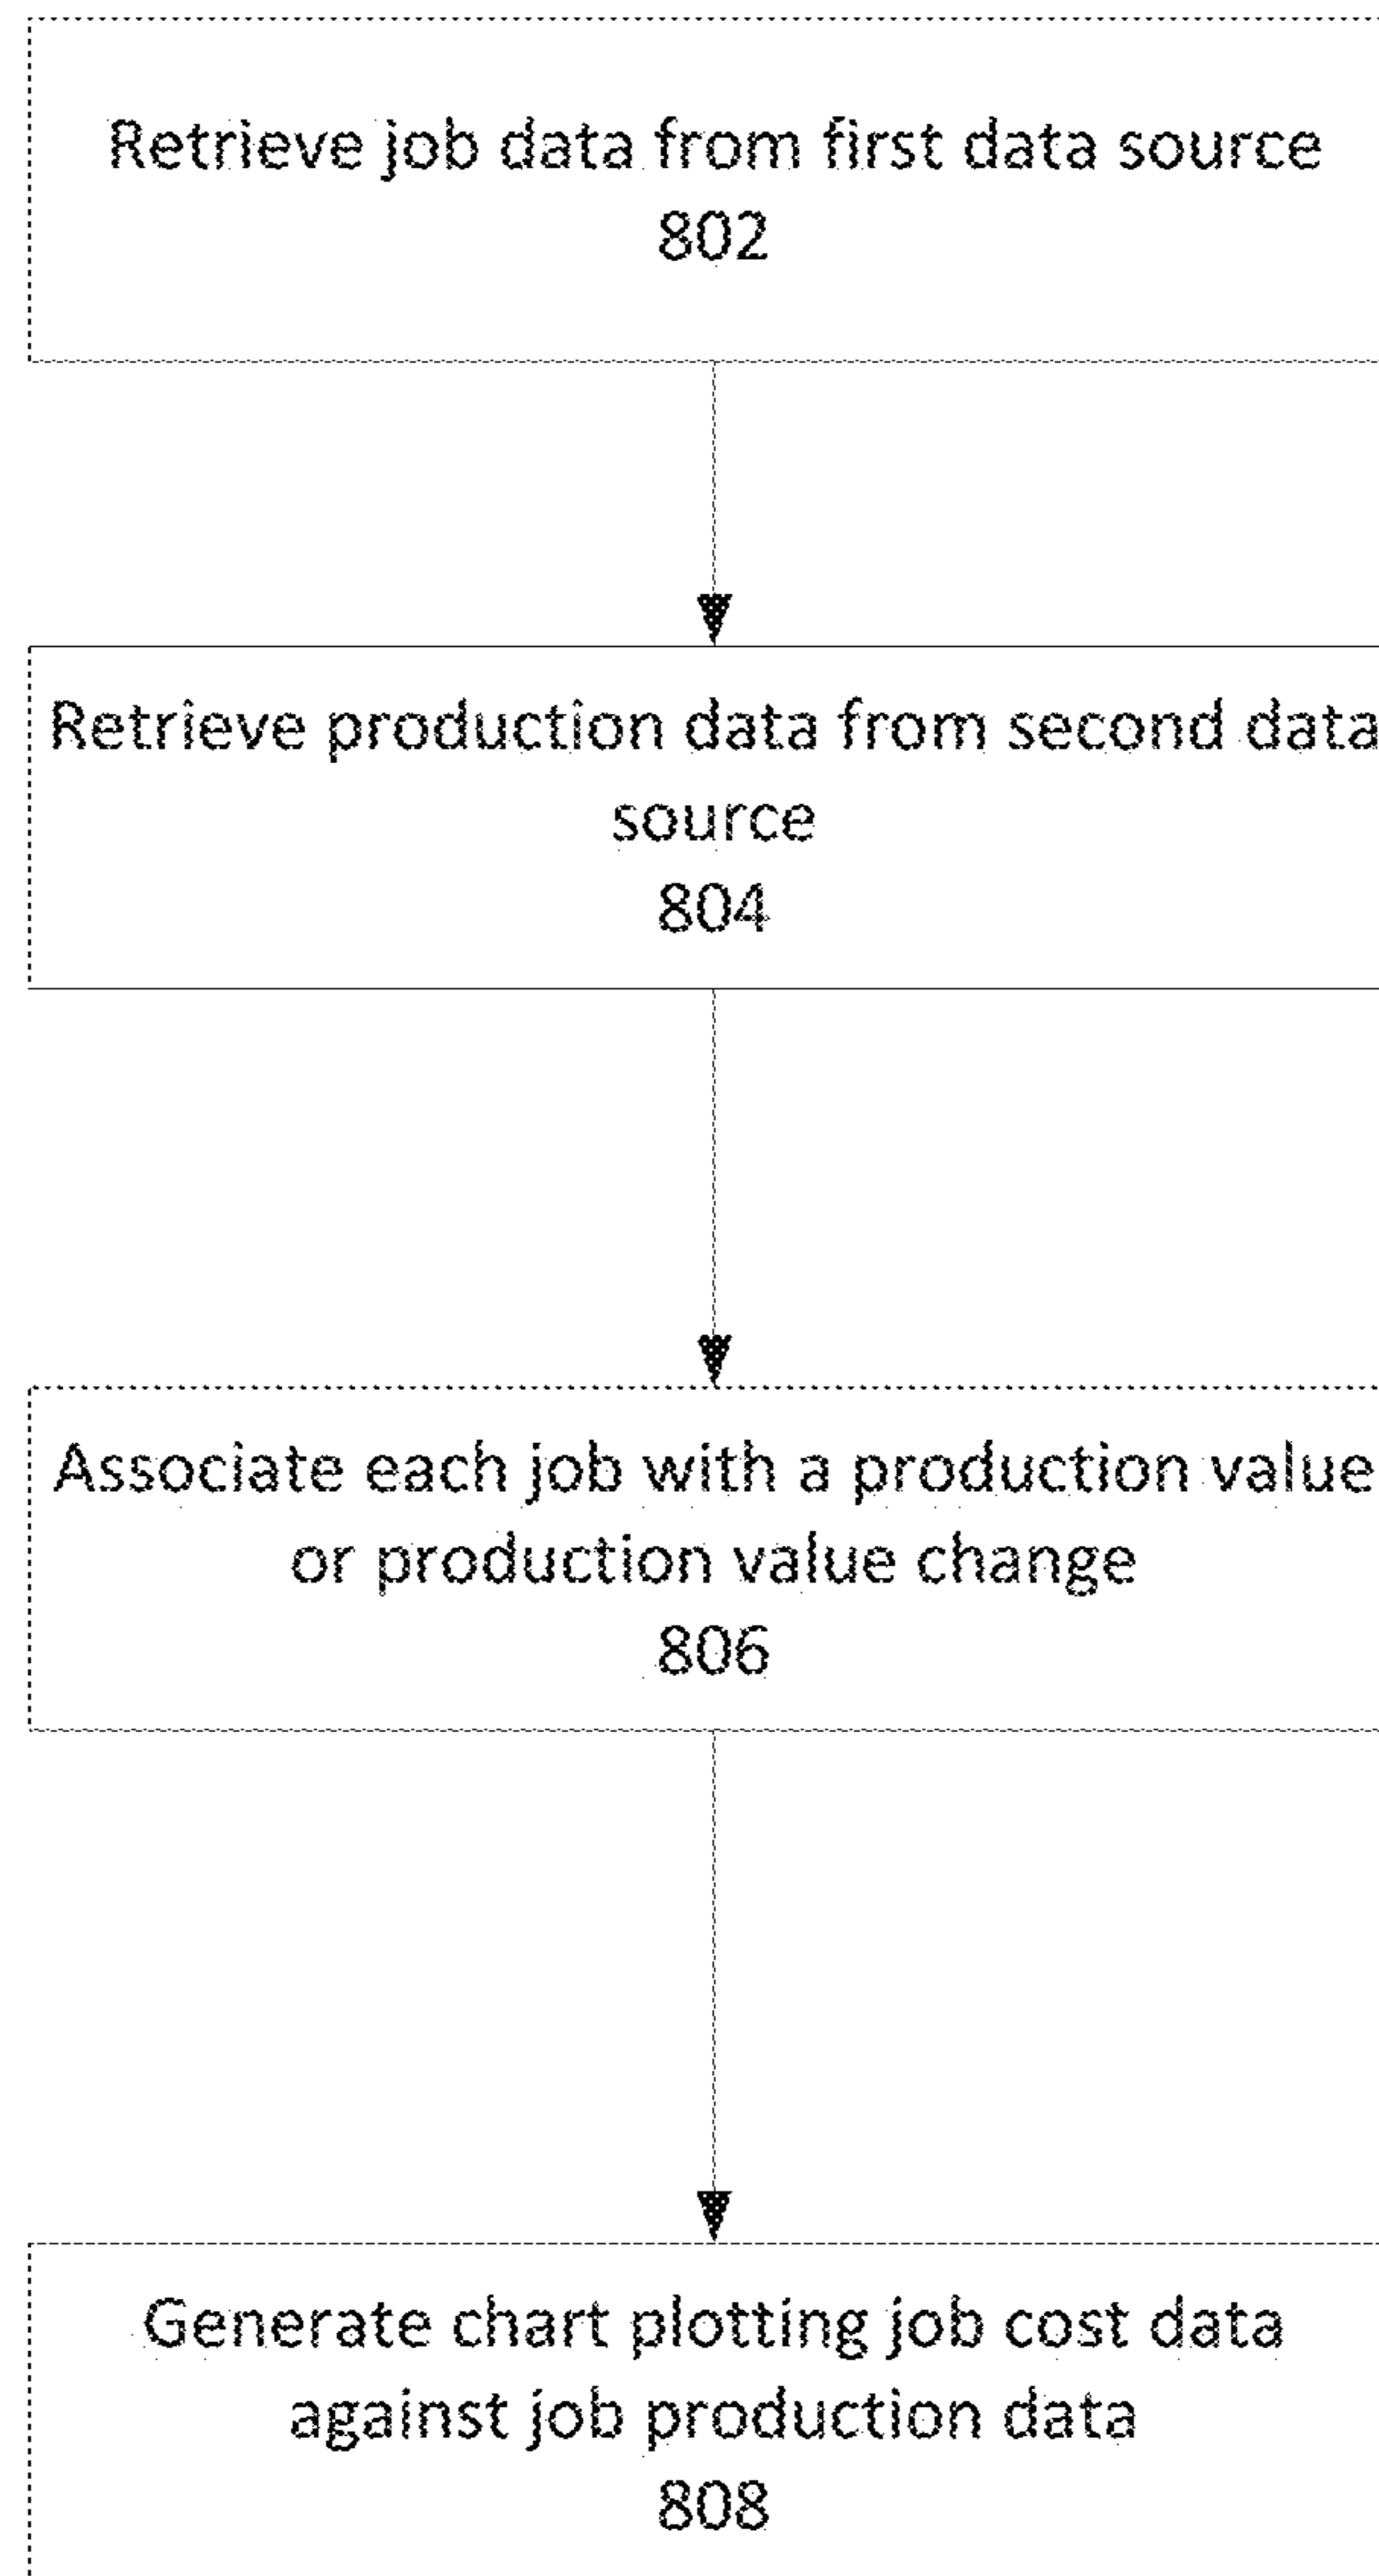 Retrieve job data from first data source
802
Retrieve production data from second data
source
804
Associate each job with a production value
or production value change
806
Generate chart plotting job cost data
against job production data
808